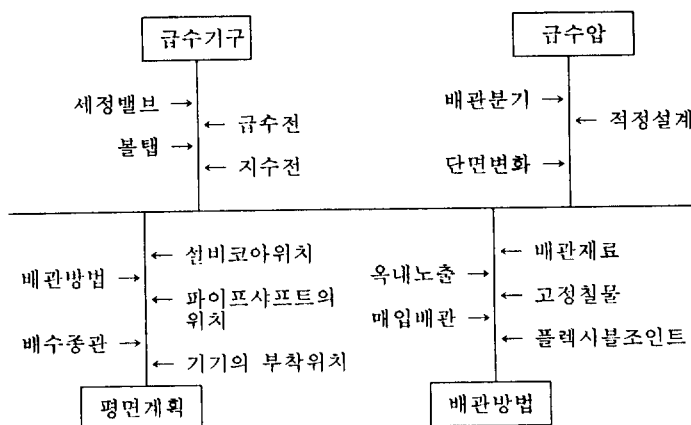 급수기구
세정밸브
급수전
볼탭
지수전
급수압
배관분기
적정설계
단면변화
설비코아위치
배관방법
파이프샤프트의
위치
배수종관
기기의 부착위치
평면계획
배관재료
옥내노출
고정철물
매입배관
플렉시블조인트
배관방법